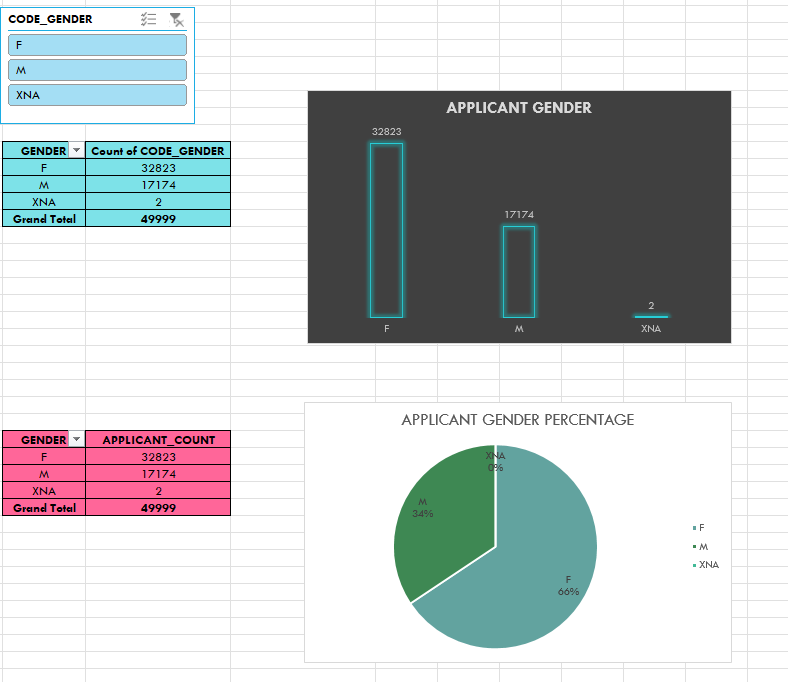 CODE_GENDER
F
M
XNA
GENDER Count of CODE_GENDER
F 32823
M 17174
XNA 2
Grand Total 49999
APPLICANT GENDER
32823
17174
2
F M XNA
GENDER APPLICANT_COUNT
F 32823
M 17174
XNA 2
Grand Total 49999
APPLICANT GENDER PERCENTAGE
XNA
0%
M
34%
F
66%
F
M
XNA